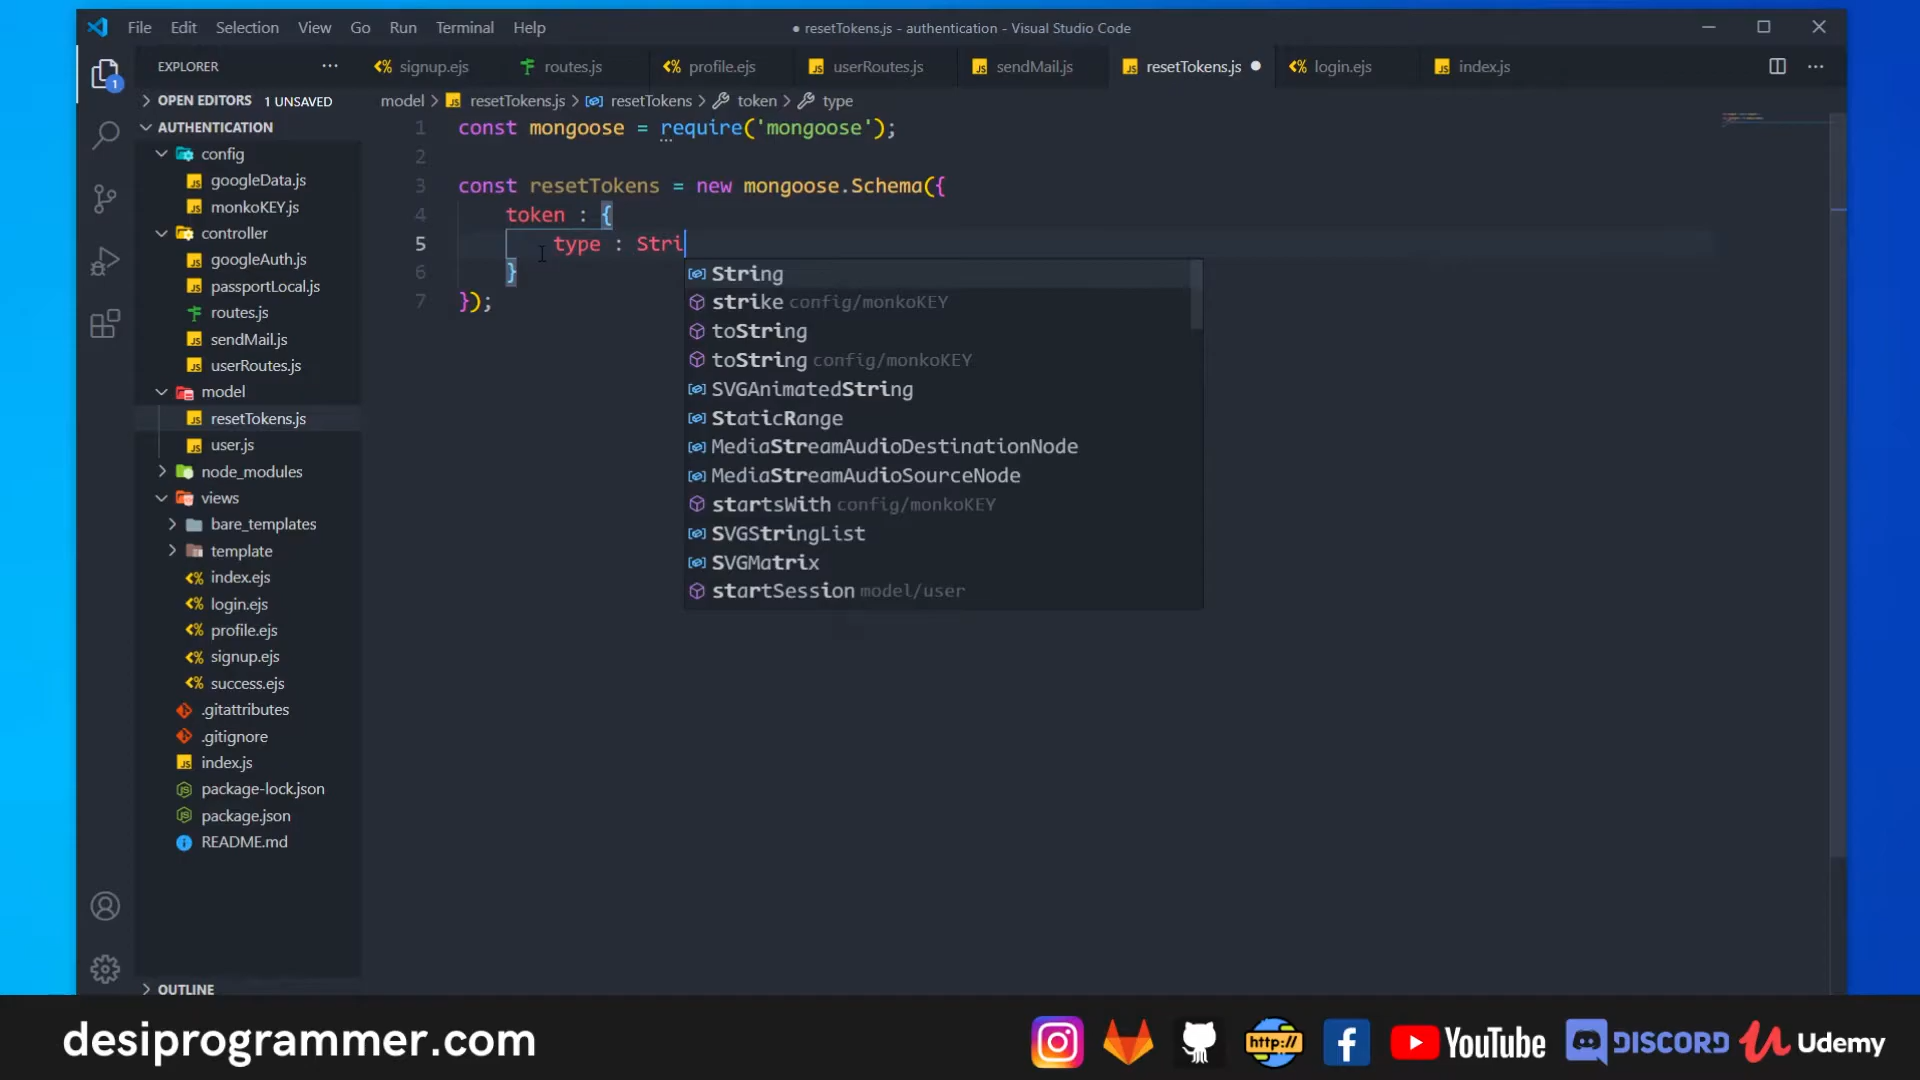 File Edit Selection View Go Run Terminal Help
● resetTokens.js - authentication - Visual Studio Code
EXPLORER
signup.ejs routes.js profile.ejs userRoutes.js sendMail.js resetTokens.js login.ejs index.js
OPEN EDITORS 1 UNSAVED
AUTHENTICATION
config
googleData.js
monkoKEY.js
controller
googleAuth.js
passportLocal.js
routes.js
sendMail.js
userRoutes.js
model
resetTokens.js
user.js
node_modules
views
bare_templates
template
index.ejs
login.ejs
profile.ejs
signup.ejs
success.ejs
.gitattributes
.gitignore
index.js
package-lock.json
package.json
README.md
OUTLINE
1
model > resetTokens.js > resetTokens > token > type
1 const mongoose = require('mongoose');
2
3 const resetTokens = new mongoose.Schema({
4 token : {
5 type : Stri
6 }
7 });
String
strike config/monkoKEY
toString
toString config/monkoKEY
SVGAnimatedString
StaticRange
MediaStreamAudioDestinationNode
MediaStreamAudioSourceNode
startsWith config/monkoKEY
SVGStringList
SVGMatrix
startSession model/user
desiprogrammer.com
http://
YouTube
DISCORD
Udemy